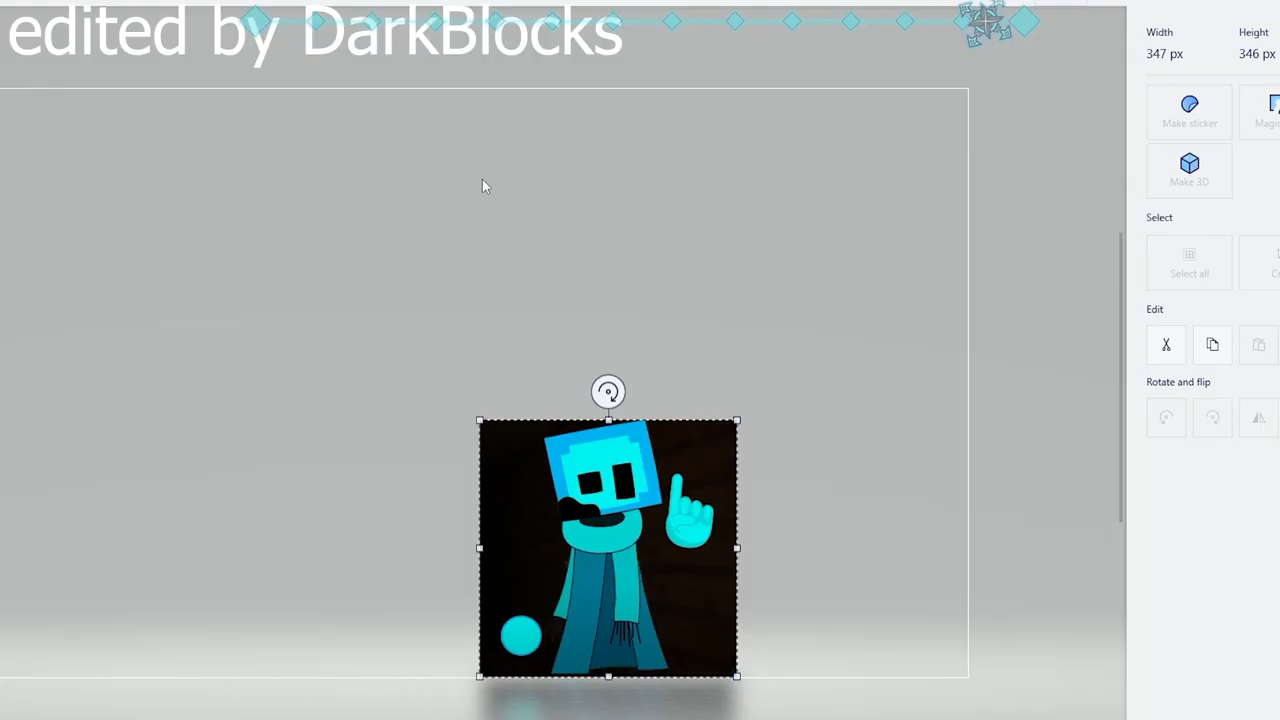 edited by DarkBlocks
Width
Height
347 px
346 px
Make sticker
Make 3D
Select
Select all
Edit
Rotate and flip